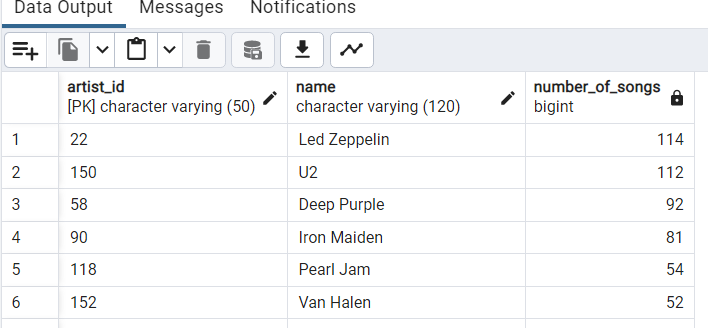 Data Output Messages Notifications
artist_id name number_of_songs
[PK] character varying (50) character varying (120) bigint
1 22 Led Zeppelin 114
2 150 U2 112
3 58 Deep Purple 92
4 90 Iron Maiden 81
5 118 Pearl Jam 54
6 152 Van Halen 52